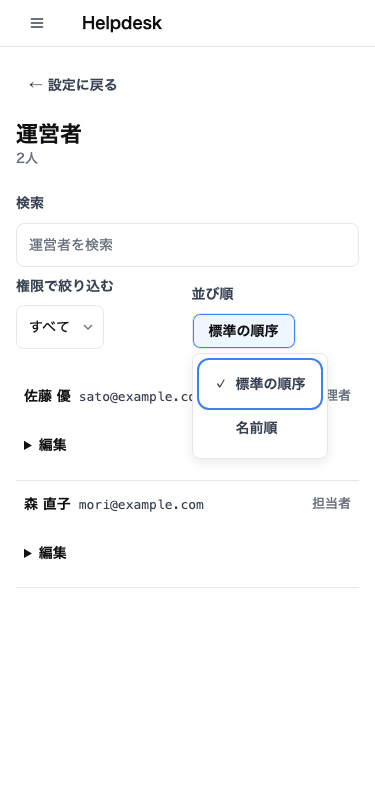 Helpdesk
← 設定に戻る
運営者
2人
検索
運営者を検索
権限で絞り込む
並び順
すべて
標準の順序
✓ 標準の順序
名前順
佐藤 優 sato@example.co 理者
▶ 編集
森 直子 mori@example.com 担当者
▶ 編集